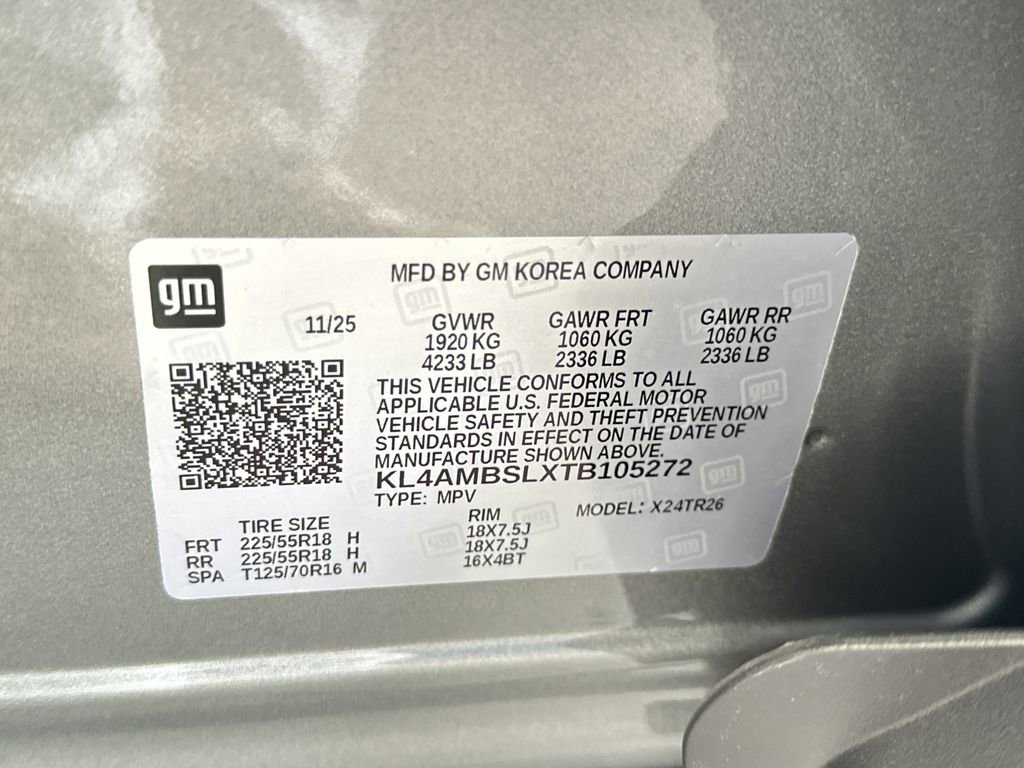 gm
MFD BY GM KOREA COMPANY
11/25
GVWR GAWR FRT GAWR RR
1920 KG 1060 KG 1060 KG
4233 LB 2336 LB 2336 LB
THIS VEHICLE CONFORMS TO ALL
APPLICABLE U.S. FEDERAL MOTOR
VEHICLE SAFETY AND THEFT PREVENTION
STANDARDS IN EFFECT ON THE DATE OF
MANUFACTURE SHOWN ABOVE.
KL4AMBSLXTB105272
TYPE: MPV MODEL: X24TR26
TIRE SIZE RIM
FRT 225/55R18 H 18X7.5J
RR 225/55R18 H 18X7.5J
SPA T125/70R16 M 16X4BT